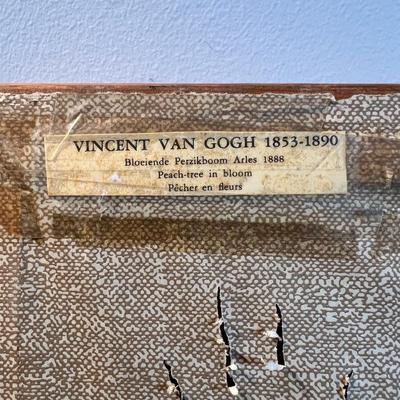 VINCENT VAN GOGH 1853-1890
Bloeiende Perzikboom Arles 1888
Peach-tree in bloom
Pêcher en fleurs